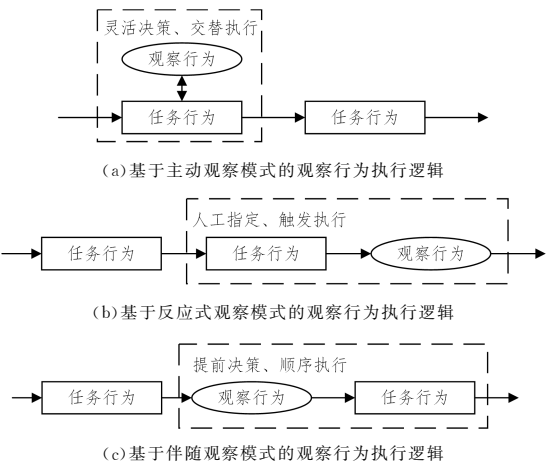 灵活决策、交替执行
观察行为
任务行为
任务行为
(a)基于主动观察模式的观察行为执行逻辑
人工指定、触发执行
任务行为
任务行为
观察行为
(b)基于反应式观察模式的观察行为执行逻辑
提前决策、顺序执行
任务行为
观察行为
任务行为
(c)基于伴随观察模式的观察行为执行逻辑